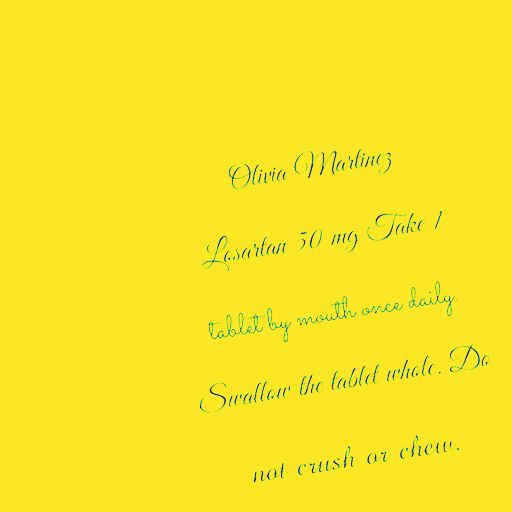 Olivia Martinez
Losartan 50 mg Take 1
tablet by mouth once daily.
Swallow the tablet whole. Do
not crush or chew.